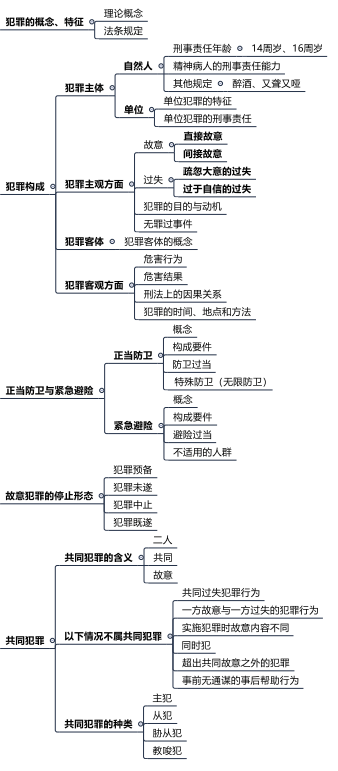 犯罪的概念、特征
理论概念
法条规定
犯罪构成
犯罪主体
自然人
刑事责任年龄
14周岁、16周岁
精神病人的刑事责任能力
其他规定
醉酒、又聋又哑
单位
单位犯罪的特征
单位犯罪的刑事责任
犯罪主观方面
故意
直接故意
间接故意
过失
疏忽大意的过失
过于自信的过失
犯罪的目的与动机
无罪过事件
犯罪客体
犯罪客体的概念
犯罪客观方面
危害行为
危害结果
刑法上的因果关系
犯罪的时间、地点和方法
正当防卫与紧急避险
正当防卫
概念
构成要件
防卫过当
特殊防卫（无限防卫）
紧急避险
概念
构成要件
避险过当
不适用的人群
故意犯罪的停止形态
犯罪预备
犯罪未遂
犯罪中止
犯罪既遂
共同犯罪
共同犯罪的含义
二人
共同
故意
以下情况不属共同犯罪
共同过失犯罪行为
一方故意与一方过失的犯罪行为
实施犯罪时故意内容不同
同时犯
超出共同故意之外的犯罪
事前无通谋的事后帮助行为
共同犯罪的种类
主犯
从犯
胁从犯
教唆犯